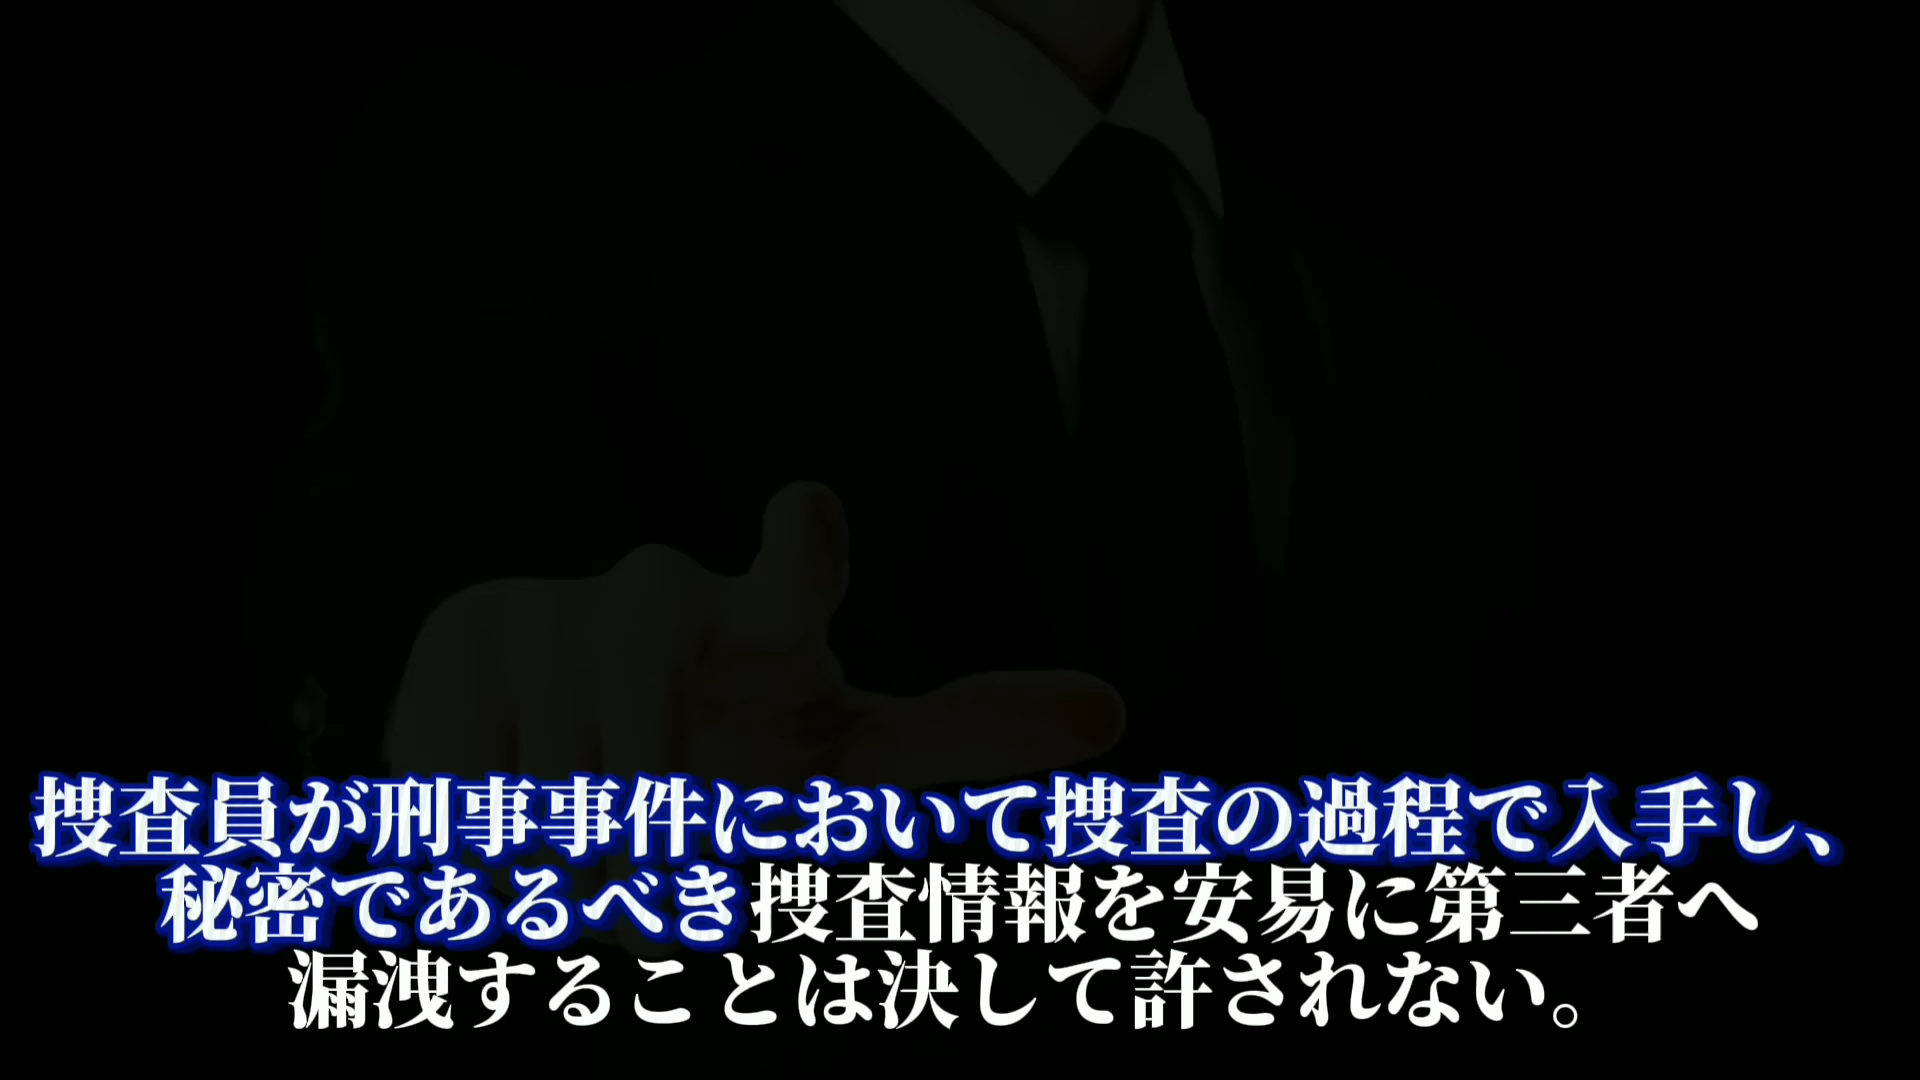 捜査員が刑事事件において捜査の過程で入手し、
秘密であるべき捜査情報を安易に第三者へ
漏洩することは決して許されない。